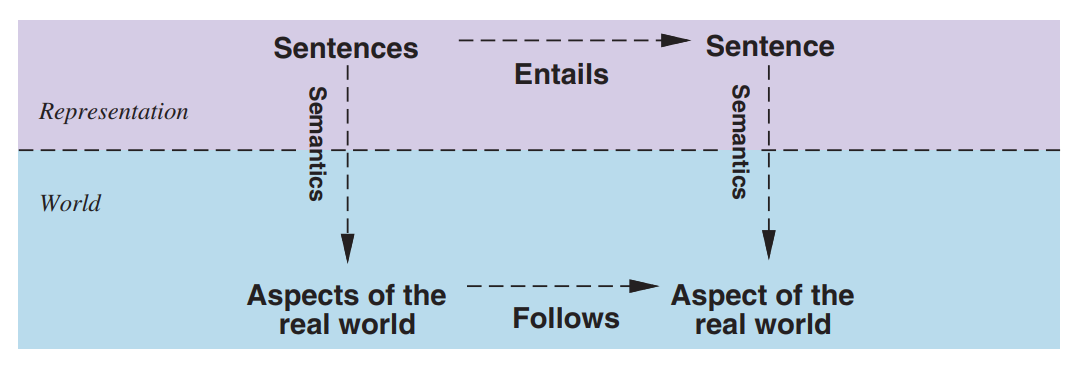 Sentences
Sentence
Entails
Representation
Semantics
Semantics
World
Aspects of the
real world
Follows
Aspect of the
real world